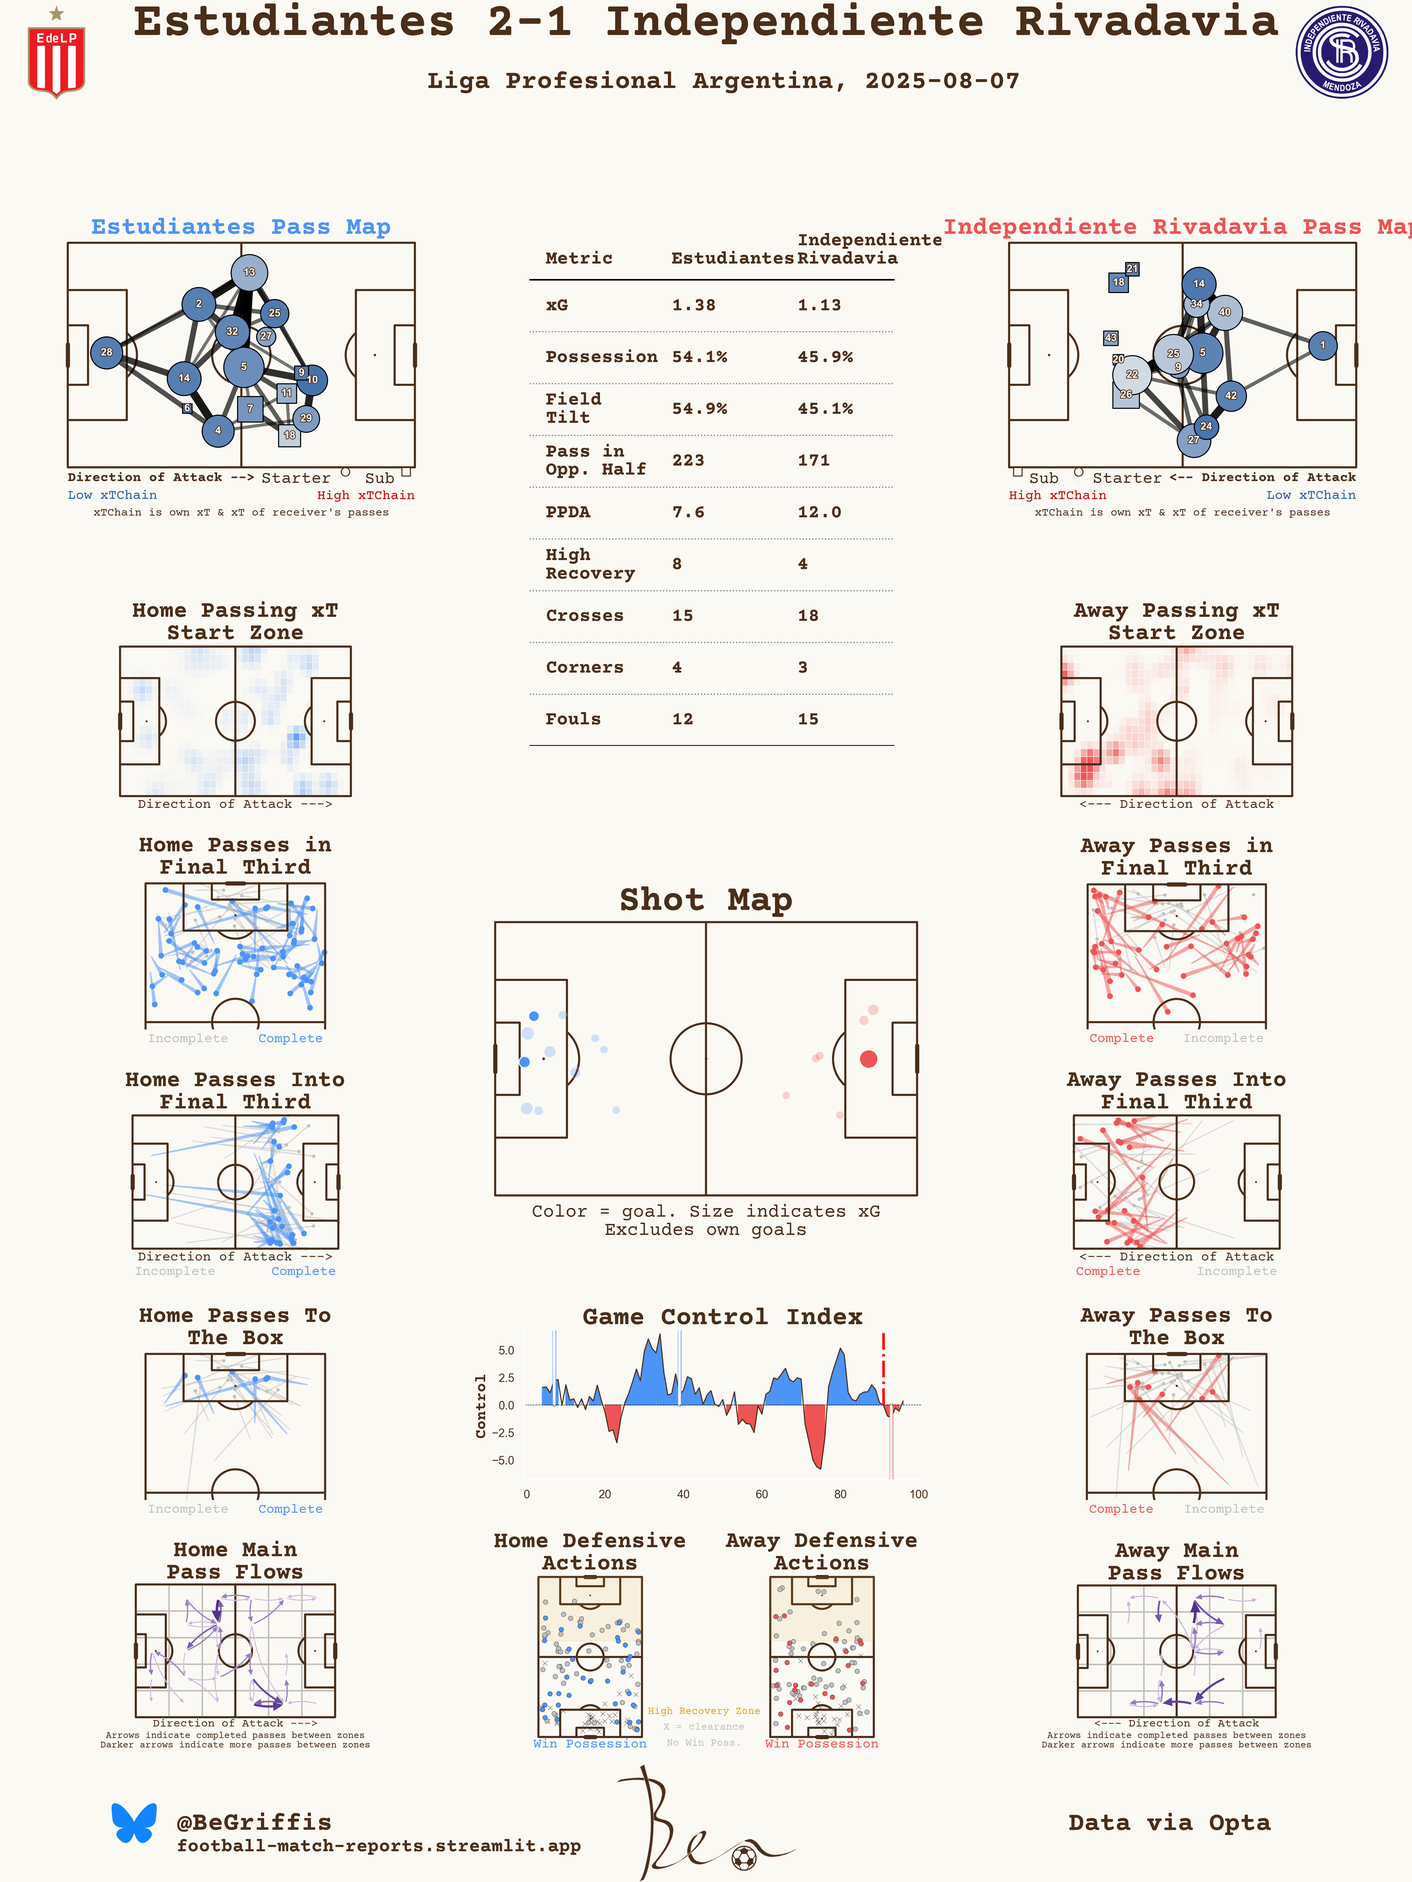 Estudiantes 2-1 Independiente Rivadavia
Liga Profesional Argentina, 2025-08-07
EdeLP
INDEPENDIENTE RIVADAVIA
MENDOZA
Estudiantes Pass Map
13
2
25
32
27
28
5
14
9
10
11
6
7
29
4
18
Direction of Attack --> Starter Sub
Low xTChain High xTChain
xTChain is own xT & xT of receiver's passes
Metric Estudiantes Independiente Rivadavia
xG 1.38 1.13
Possession 54.1% 45.9%
Field Tilt 54.9% 45.1%
Pass in Opp. Half 223 171
PPDA 7.6 12.0
High Recovery 8 4
Crosses 15 18
Corners 4 3
Fouls 12 15
Independiente Rivadavia Pass Map
21
18
14
34
40
43
1
25
5
20
9
22
26
42
24
27
Sub Starter <-- Direction of Attack
High xTChain Low xTChain
xTChain is own xT & xT of receiver's passes
Home Passing xT
Start Zone
Direction of Attack --->
Away Passing xT
Start Zone
<--- Direction of Attack
Home Passes in
Final Third
Incomplete Complete
Away Passes in
Final Third
Complete Incomplete
Shot Map
Color = goal. Size indicates xG
Excludes own goals
Home Passes Into
Final Third
Direction of Attack --->
Incomplete Complete
Away Passes Into
Final Third
<--- Direction of Attack
Complete Incomplete
Home Passes To
The Box
Incomplete Complete
Game Control Index
Control
5.0
2.5
0.0
−2.5
−5.0
0 20 40 60 80 100
Away Passes To
The Box
Complete Incomplete
Home Main
Pass Flows
Direction of Attack --->
Arrows indicate completed passes between zones
Darker arrows indicate more passes between zones
Home Defensive
Actions
Win Possession
High Recovery Zone
X = clearance
No Win Poss.
Away Defensive
Actions
Win Possession
Away Main
Pass Flows
<--- Direction of Attack
Arrows indicate completed passes between zones
Darker arrows indicate more passes between zones
@BeGriffis
football-match-reports.streamlit.app
Ben
Data via Opta